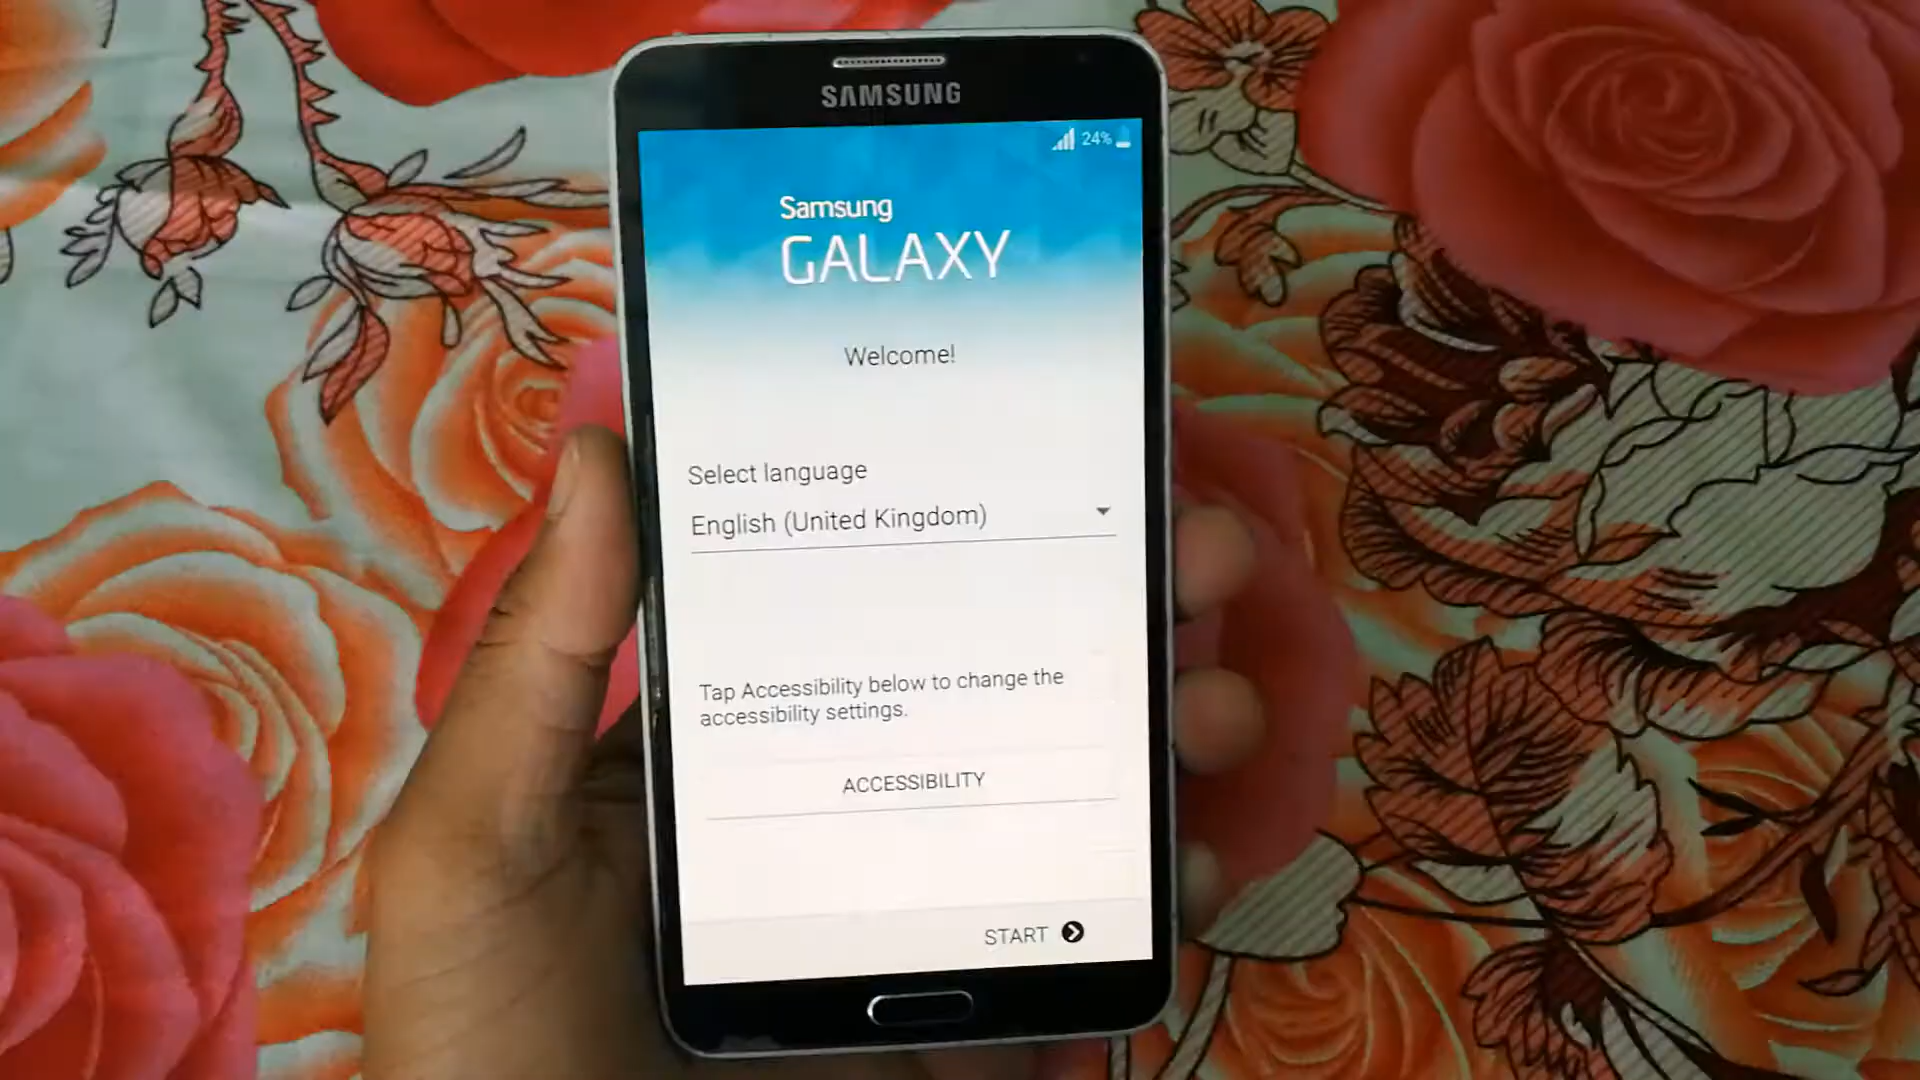 SAMSUNG
24%
Samsung
GALAXY
Welcome!
Select language
English (United Kingdom)
Tap Accessibility below to change the
accessibility settings.
ACCESSIBILITY
START